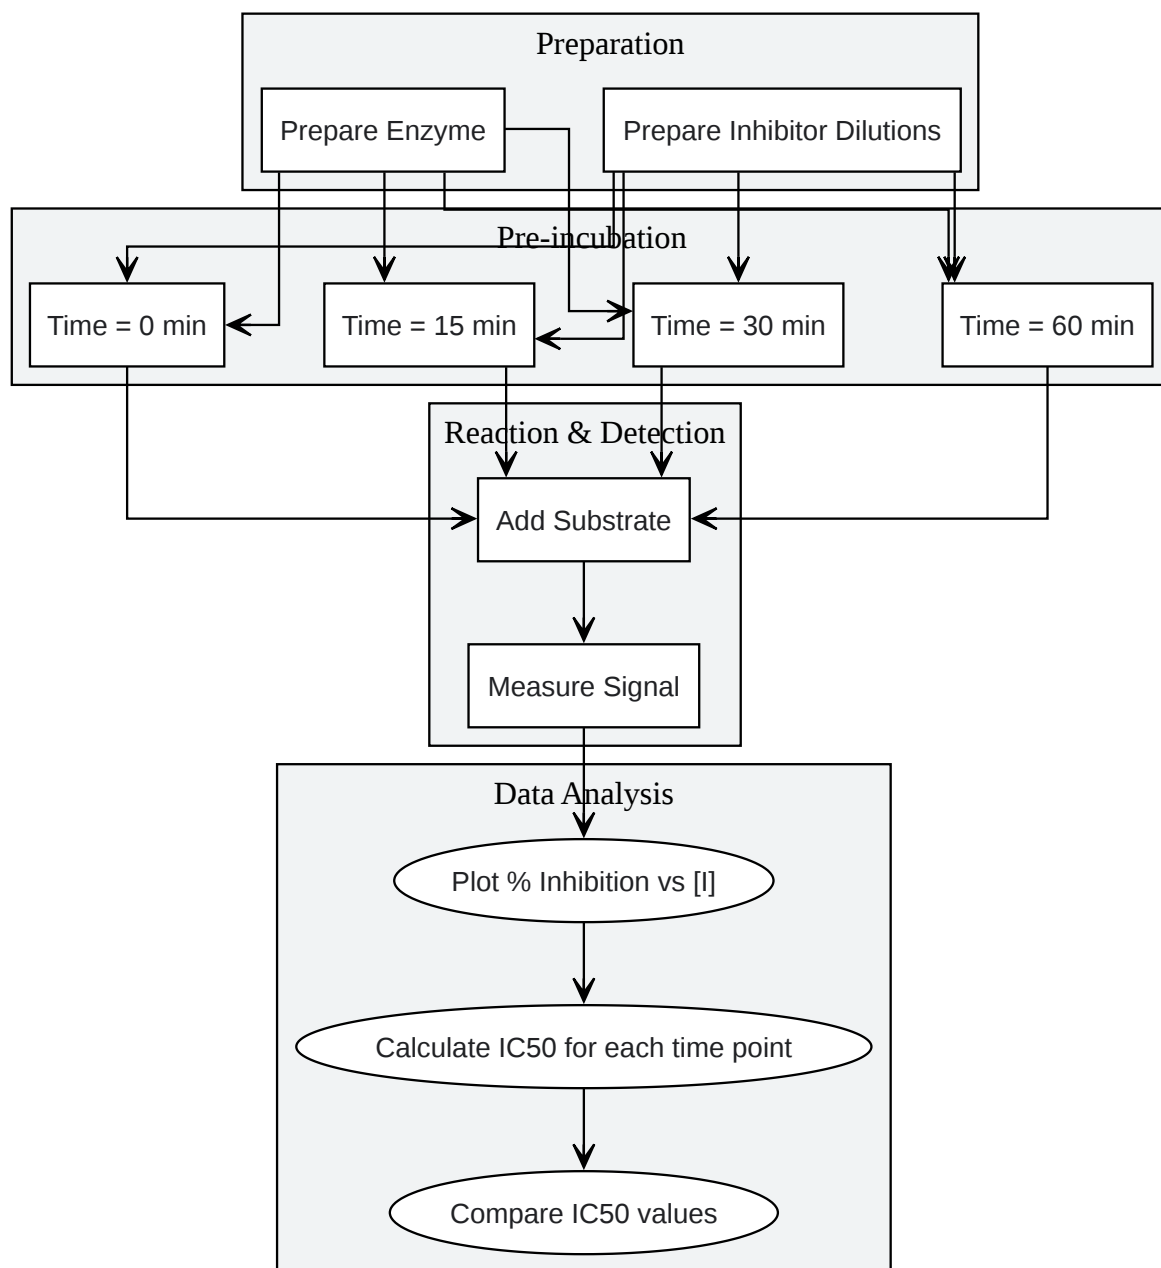 Preparation
Prepare Enzyme
Prepare Inhibitor Dilutions
Pre-incubation
Time = 0 min
Time = 15 min
Time = 30 min
Time = 60 min
Reaction & Detection
Add Substrate
Measure Signal
Data Analysis
Plot % Inhibition vs [I]
Calculate IC50 for each time point
Compare IC50 values